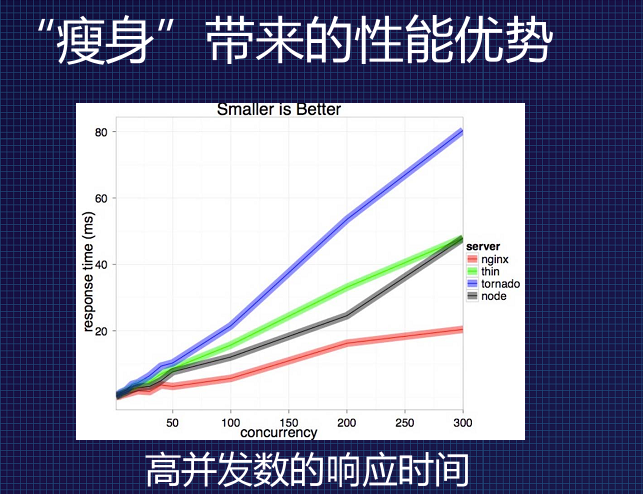 “瘦身”带来的性能优势
Smaller is Better
response time (ms)
80
60
40
20
50 100 150 200 250 300
concurrency
server
nginx
thin
tornado
node
高并发数的响应时间